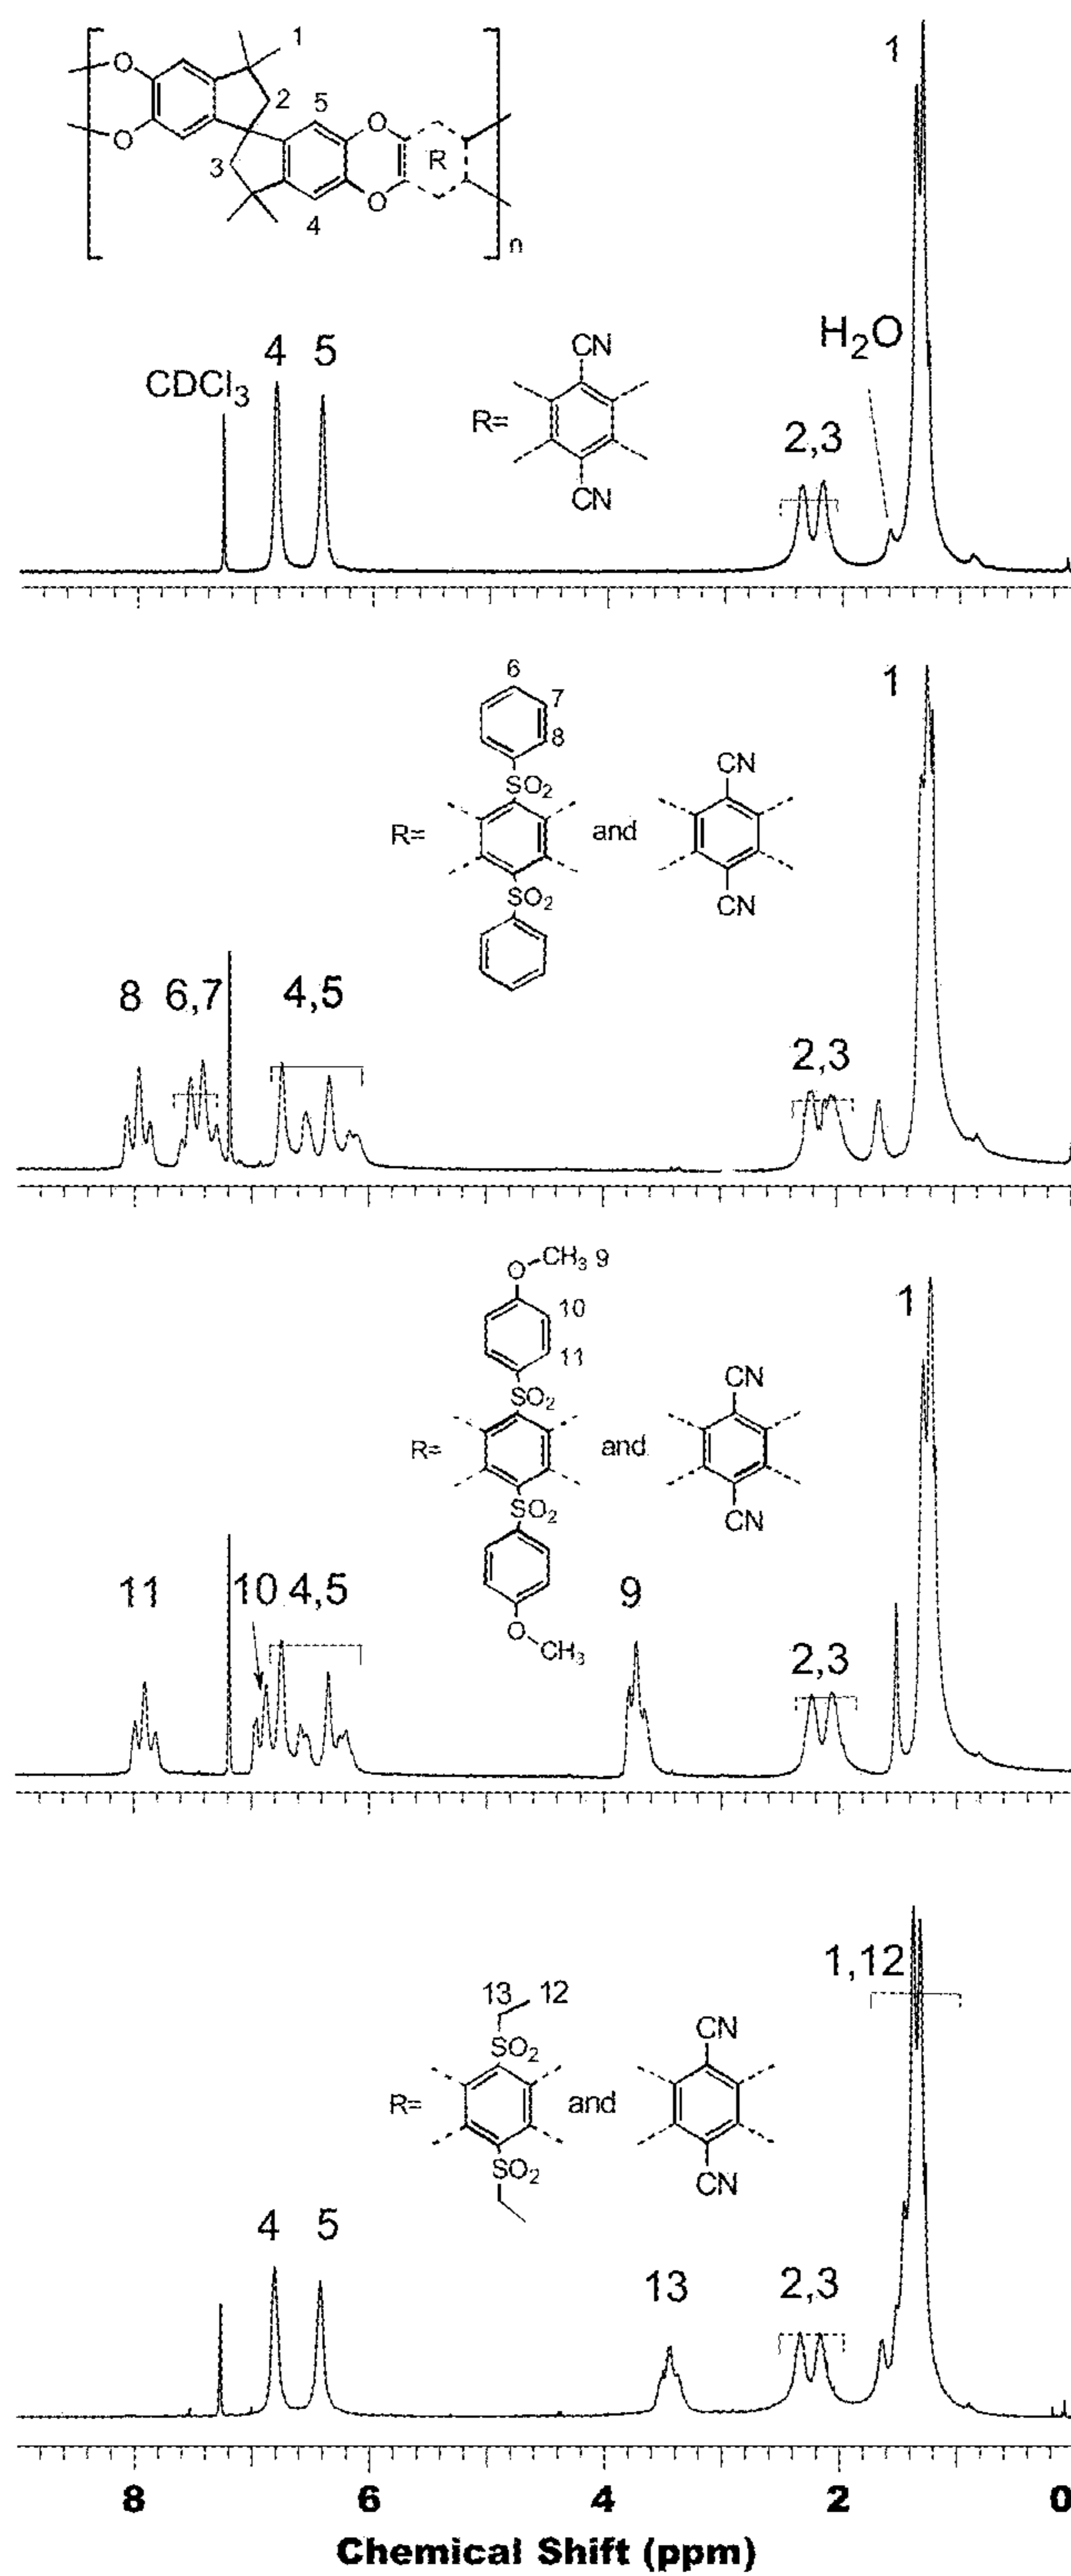 1
O
2
5
O
O
3
R
O
4
n
1
H2O
4 5
CDCl3
CN
R=
CN
2,3
6
7
8
SO2
CN
R= and
SO2
CN
1
8 6,7 4,5
2,3
O CH3 9
10
11
SO2
CN
R= and
SO2
CN
O CH3
1
11 10 4,5 9
2,3
1,12
13 12
SO2
CN
R= and
SO2
CN
4 5
13
2,3
8 6 4 2 0
Chemical Shift (ppm)